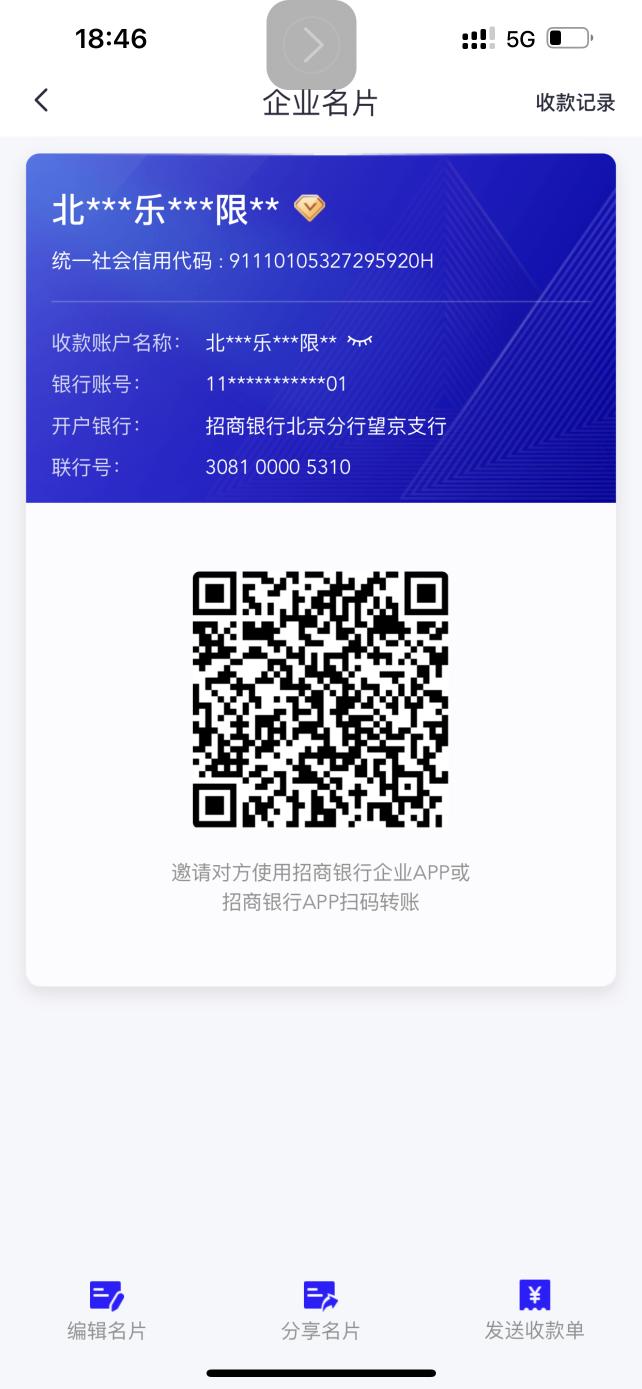 18:46
5G
企业名片
收款记录
北***乐***限**
统一社会信用代码 : 91110105327295920H
收款账户名称: 北***乐***限**
银行账号: 11***********01
开户银行: 招商银行北京分行望京支行
联行号: 3081 0000 5310
邀请对方使用招商银行企业APP或
招商银行APP扫码转账
编辑名片
分享名片
¥
发送收款单